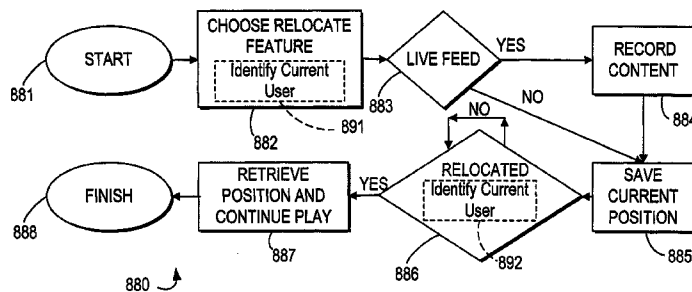 START
881
CHOOSE RELOCATE
FEATURE
Identify Current
User
891
882
LIVE FEED
883
YES
NO
RECORD
CONTENT
884
SAVE
CURRENT
POSITION
885
NO
RELOCATED
Identify Current
User
892
886
YES
RETRIEVE
POSITION AND
CONTINUE PLAY
887
FINISH
888
880